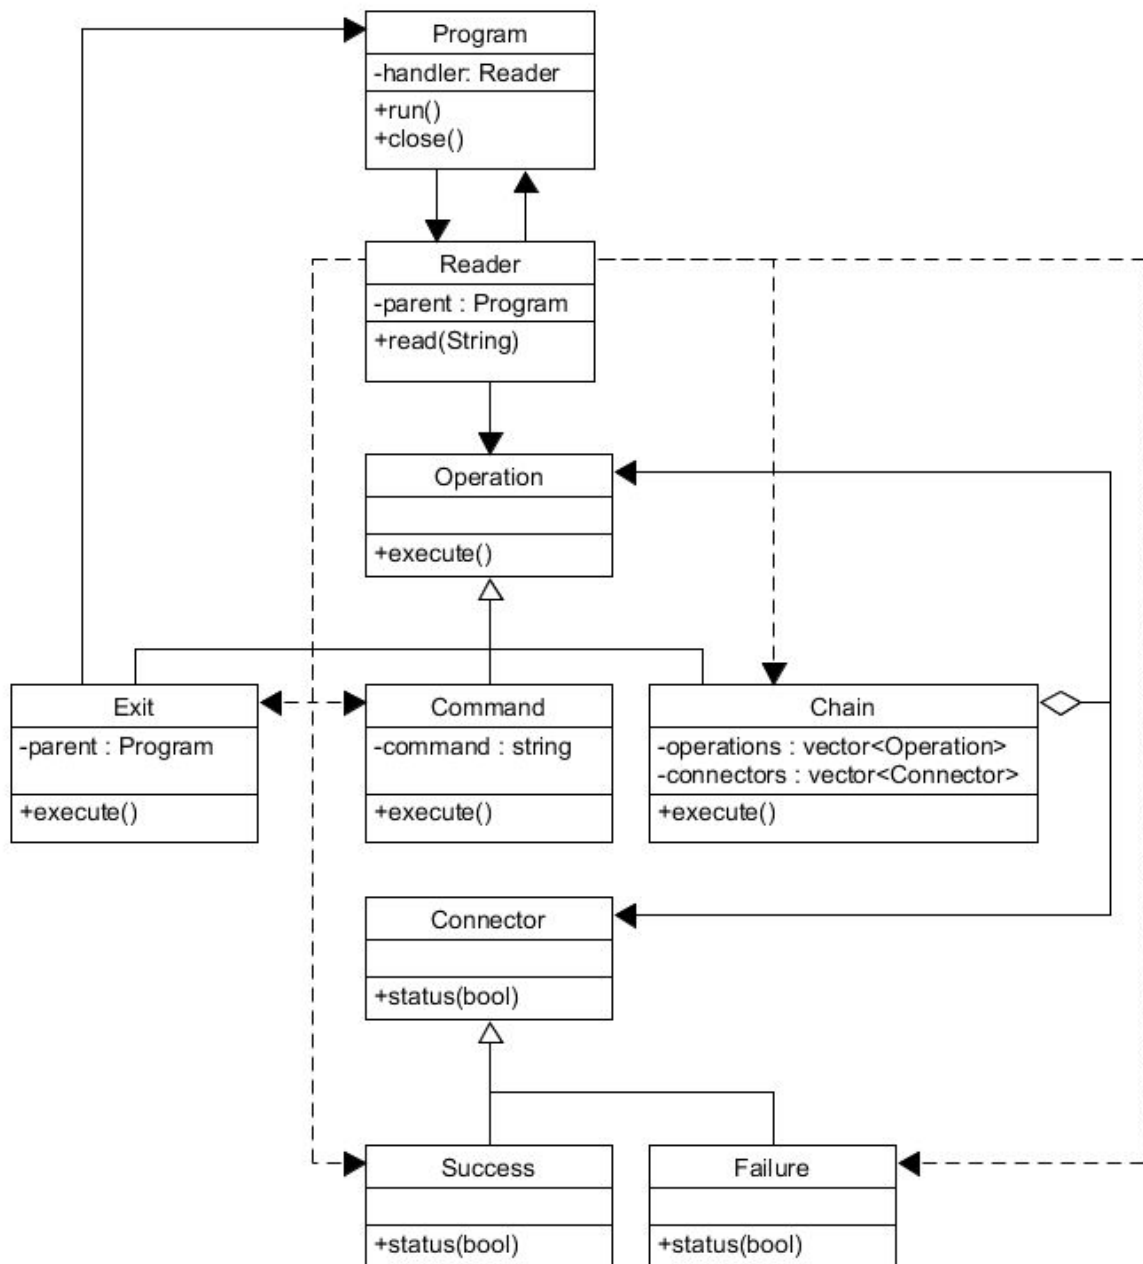 Program
-handler: Reader
+run()
+close()
Reader
-parent : Program
+read(String)
Operation
+execute()
Exit
-parent : Program
+execute()
Command
-command : string
+execute()
Chain
-operations : vector<Operation>
-connectors : vector<Connector>
+execute()
Connector
+status(bool)
Success
+status(bool)
Failure
+status(bool)